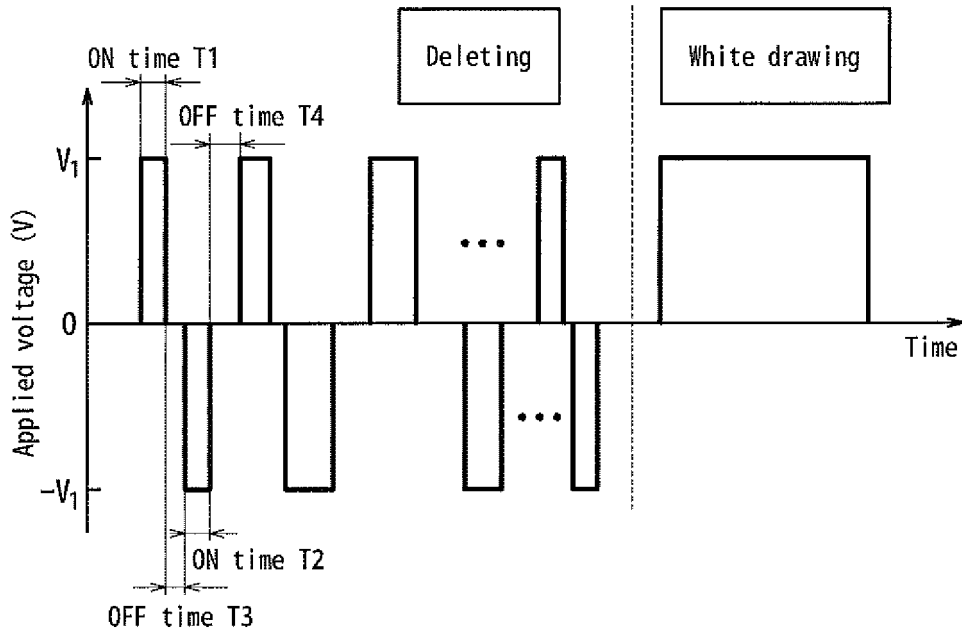 Deleting
White drawing
ON time T1
OFF time T4
V1
Applied voltage (V)
0
Time
-V1
ON time T2
OFF time T3